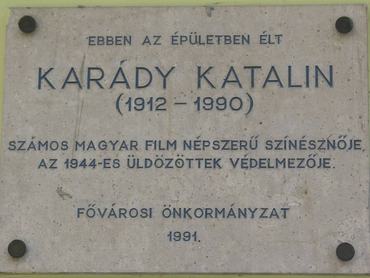 EBBEN AZ ÉPÜLETBEN ÉLT
KARÁDY KATALIN
(1912 – 1990)
SZÁMOS MAGYAR FILM NÉPSZERŰ SZÍNÉSZNŐJE,
AZ 1944-ES ÜLDÖZÖTTEK VÉDELMEZŐJE.
FŐVÁROSI ÖNKORMÁNYZAT
1991.